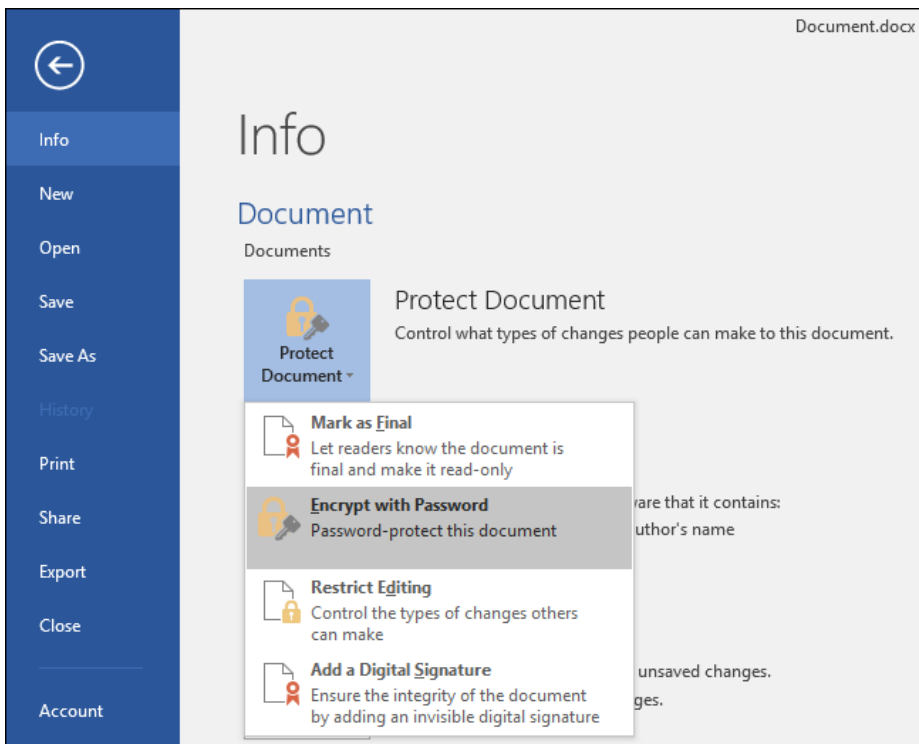 Document.docx
Info
New
Open
Save
Save As
History
Print
Share
Export
Close
Account
Info
Document
Documents
Protect
Document
Protect Document
Control what types of changes people can make to this document.
Mark as Final
Let readers know the document is
final and make it read-only
Encrypt with Password
Password-protect this document
Restrict Editing
Control the types of changes others
can make
Add a Digital Signature
Ensure the integrity of the document
by adding an invisible digital signature
that it contains:
name
unsaved changes.